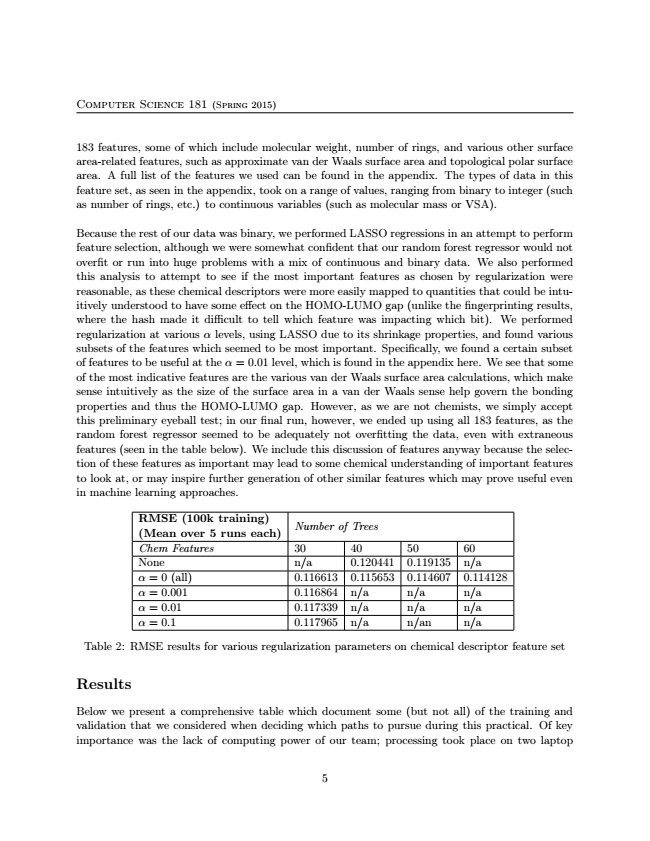 COMPUTER SCIENCE 181 (SPRING 2015)
183 features, some of which include molecular weight, number of rings, and various other surface
area-related features, such as approximate van der Waals surface area and topological polar surface
area. A full list of the features we used can be found in the appendix. The types of data in this
feature set, as seen in the appendix, took on a range of values, ranging from binary to integer (such
as number of rings, etc.) to continuous variables (such as molecular mass or VSA).
Because the rest of our data was binary, we performed LASSO regressions in an attempt to perform
feature selection, although we were somewhat confident that our random forest regressor would not
overfit or run into huge problems with a mix of continuous and binary data. We also performed
this analysis to attempt to see if the most important features as chosen by regularization were
reasonable, as these chemical descriptors were more easily mapped to quantities that could be intu-
itively understood to have some effect on the HOMO-LUMO gap (unlike the fingerprinting results,
where the hash made it difficult to tell which feature was impacting which bit). We performed
regularization at various α levels, using LASSO due to its shrinkage properties, and found various
subsets of the features which seemed to be most important. Specifically, we found a certain subset
of features to be useful at the α = 0.01 level, which is found in the appendix here. We see that some
of the most indicative features are the various van der Waals surface area calculations, which make
sense intuitively as the size of the surface area in a van der Waals sense help govern the bonding
properties and thus the HOMO-LUMO gap. However, as we are not chemists, we simply accept
this preliminary eyeball test; in our final run, however, we ended up using all 183 features, as the
random forest regressor seemed to be adequately not overfitting the data, even with extraneous
features (seen in the table below). We include this discussion of features anyway because the selec-
tion of these features as important may lead to some chemical understanding of important features
to look at, or may inspire further generation of other similar features which may prove useful even
in machine learning approaches.
RMSE (100k training)
(Mean over 5 runs each) Number of Trees
Chem Features 30 40 50 60
None n/a 0.120441 0.119135 n/a
α = 0 (all) 0.116613 0.115653 0.114607 0.114128
α = 0.001 0.116864 n/a n/a n/a
α = 0.01 0.117339 n/a n/a n/a
α = 0.1 0.117965 n/a n/an n/a
Table 2: RMSE results for various regularization parameters on chemical descriptor feature set
Results
Below we present a comprehensive table which document some (but not all) of the training and
validation that we considered when deciding which paths to pursue during this practical. Of key
importance was the lack of computing power of our team; processing took place on two laptop
5